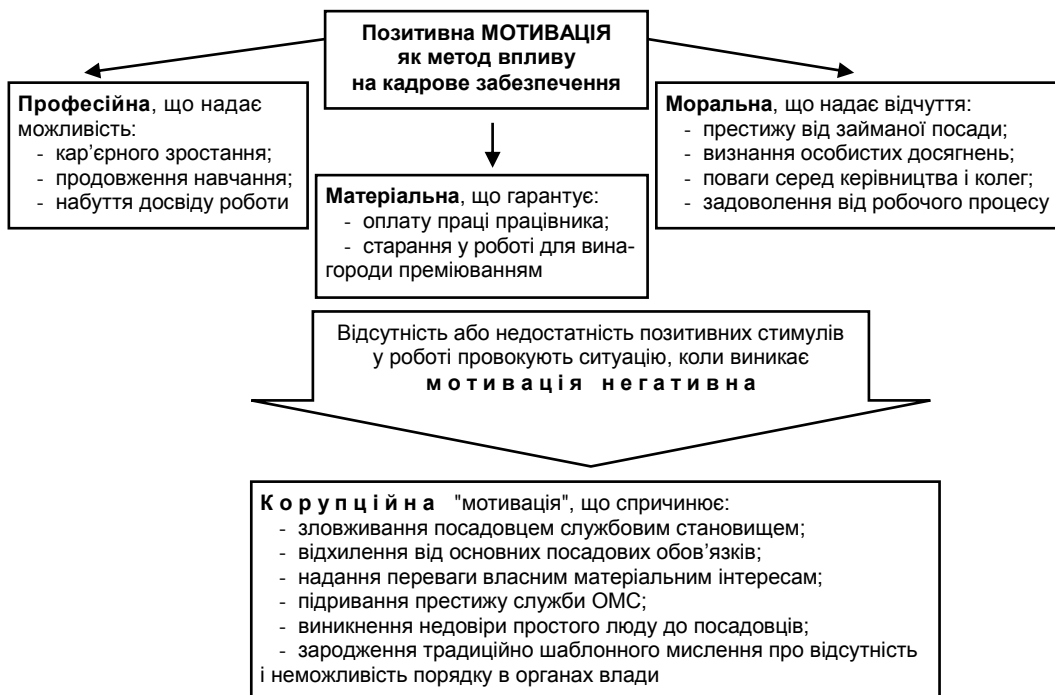 Позитивна МОТИВАЦІЯ
як метод впливу
на кадрове забезпечення
Професійна, що надає
можливість:
- кар’єрного зростання;
- продовження навчання;
- набуття досвіду роботи
Матеріальна, що гарантує:
- оплату праці працівника;
- старання у роботі для вина-
городи преміюванням
Моральна, що надає відчуття:
- престижу від займаної посади;
- визнання особистих досягнень;
- поваги серед керівництва і колег;
- задоволення від робочого процесу
Відсутність або недостатність позитивних стимулів
у роботі провокують ситуацію, коли виникає
мотивація негативна
Корупційна "мотивація", що спричинює:
- зловживання посадовцем службовим становищем;
- відхилення від основних посадових обов’язків;
- надання переваги власним матеріальним інтересам;
- підривання престижу служби ОМС;
- виникнення недовіри простого люду до посадовців;
- зародження традиційно шаблонного мислення про відсутність
і неможливість порядку в органах влади